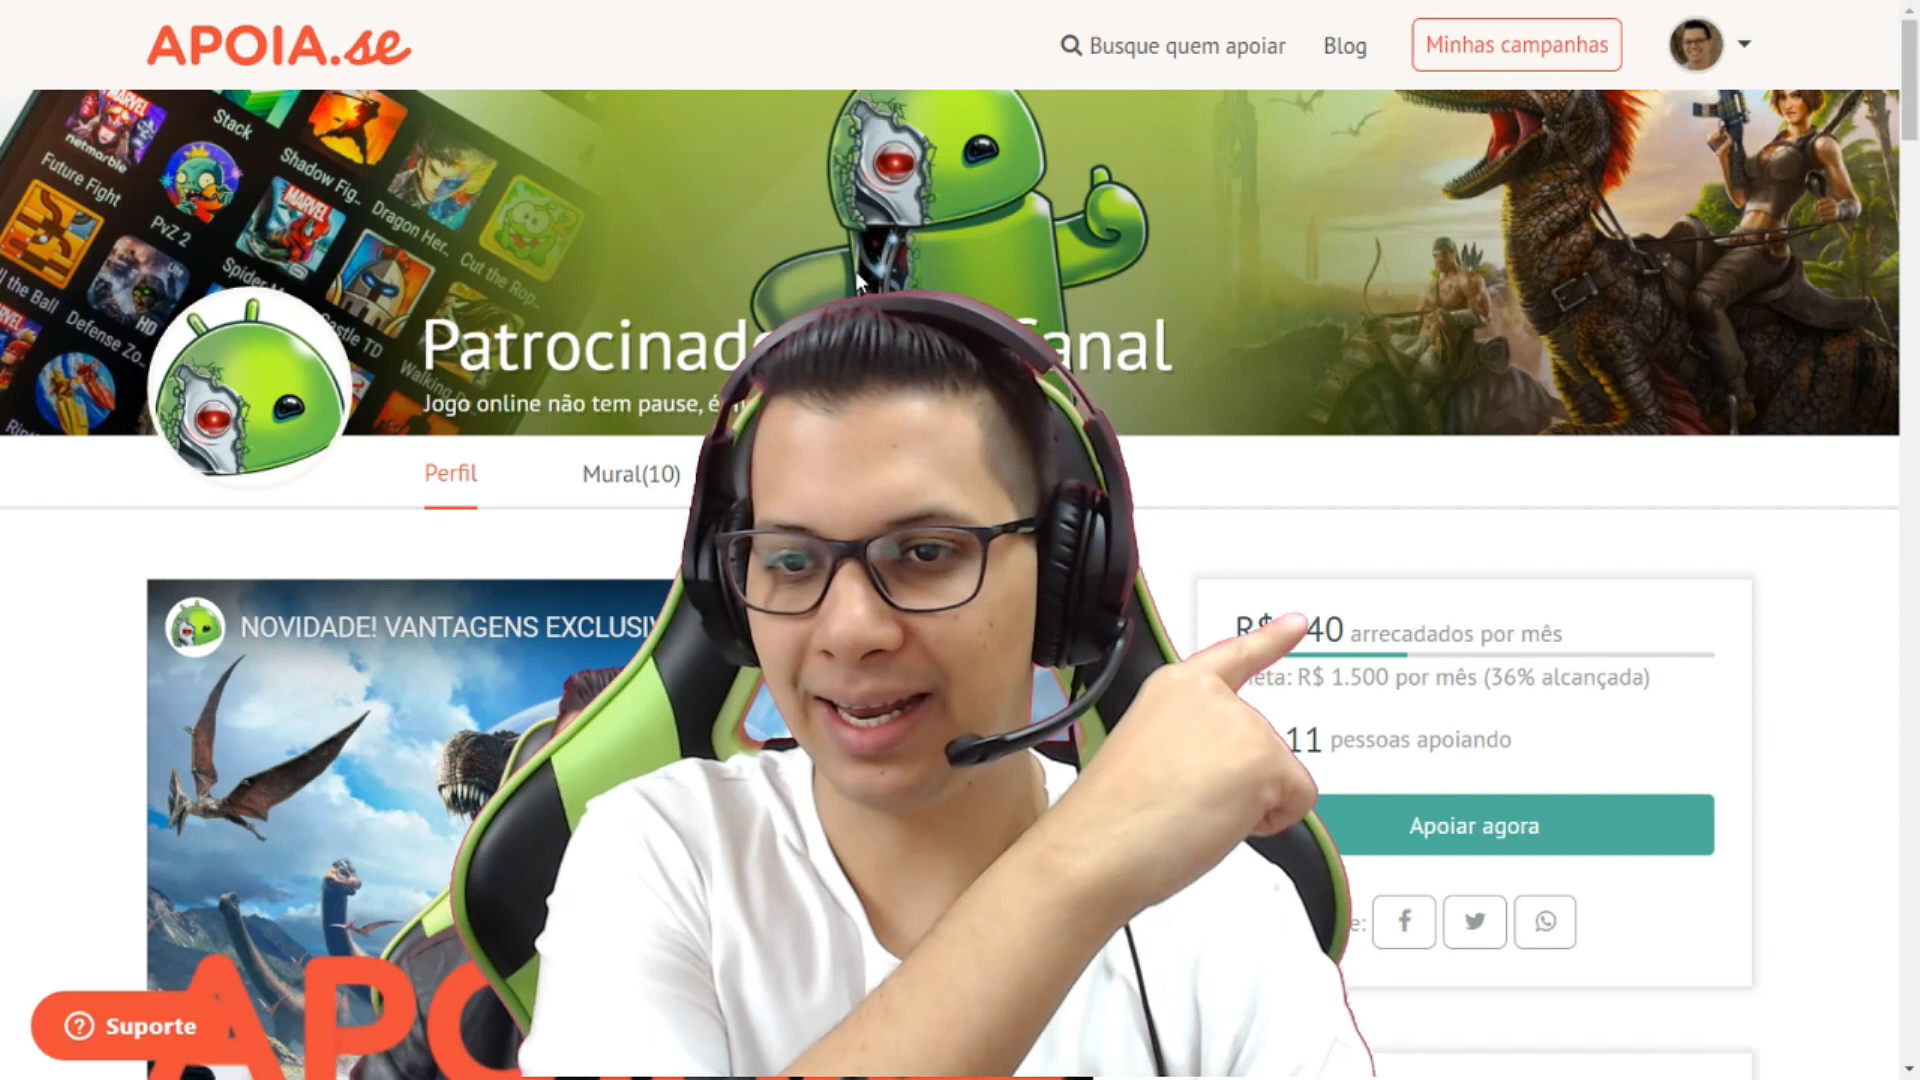 APOIA.se
Busque quem apoiar
Blog
Minhas campanhas
netmarble
Future Fight
Stack
Shadow Fig..
Dragon Her..
Cut the Rop..
PvZ 2
MARVEL
Spider
Lite
HD
ll the Ball
Defense Zo..
Castle TD
Walking
Patrocinad
anal
Jogo online não tem pause, é
Perfil
Mural(10)
NOVIDADE! VANTAGENS EXCLUSIV
R$ 40 arrecadados por mês
eta: R$ 1.500 por mês (36% alcançada)
11 pessoas apoiando
Apoiar agora
e:
Suporte
APO